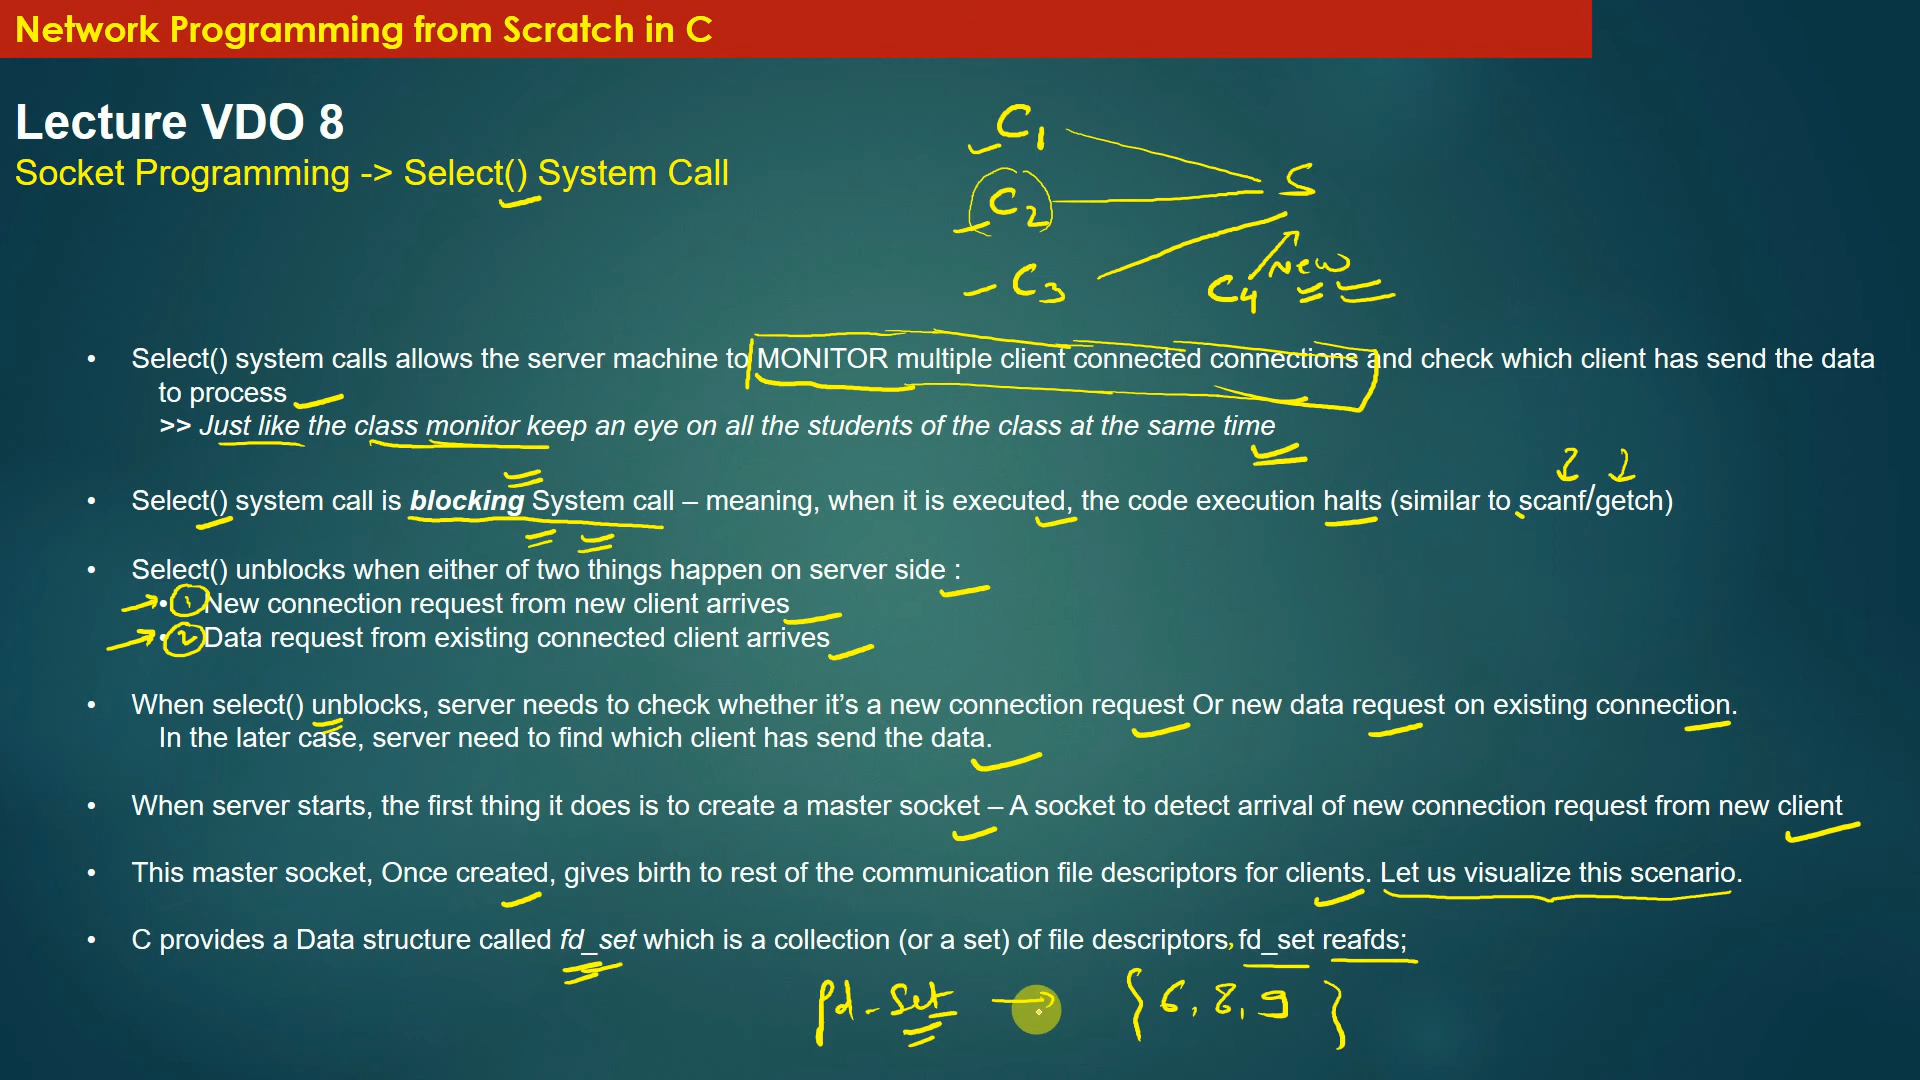 Network Programming from Scratch in C
Lecture VDO 8
Socket Programming -> Select() System Call
C1
C2
C3
S
C4 New
• Select() system calls allows the server machine to MONITOR multiple client connected connections and check which client has send the data
to process
>> Just like the class monitor keep an eye on all the students of the class at the same time
• Select() system call is blocking System call – meaning, when it is executed, the code execution halts (similar to scanf/getch)
• Select() unblocks when either of two things happen on server side :
• 1 New connection request from new client arrives
• 2 Data request from existing connected client arrives
• When select() unblocks, server needs to check whether it’s a new connection request Or new data request on existing connection.
In the later case, server need to find which client has send the data.
• When server starts, the first thing it does is to create a master socket – A socket to detect arrival of new connection request from new client
• This master socket, Once created, gives birth to rest of the communication file descriptors for clients. Let us visualize this scenario.
• C provides a Data structure called fd_set which is a collection (or a set) of file descriptors, fd_set reafds;
fd_set → {6, 8, 9}